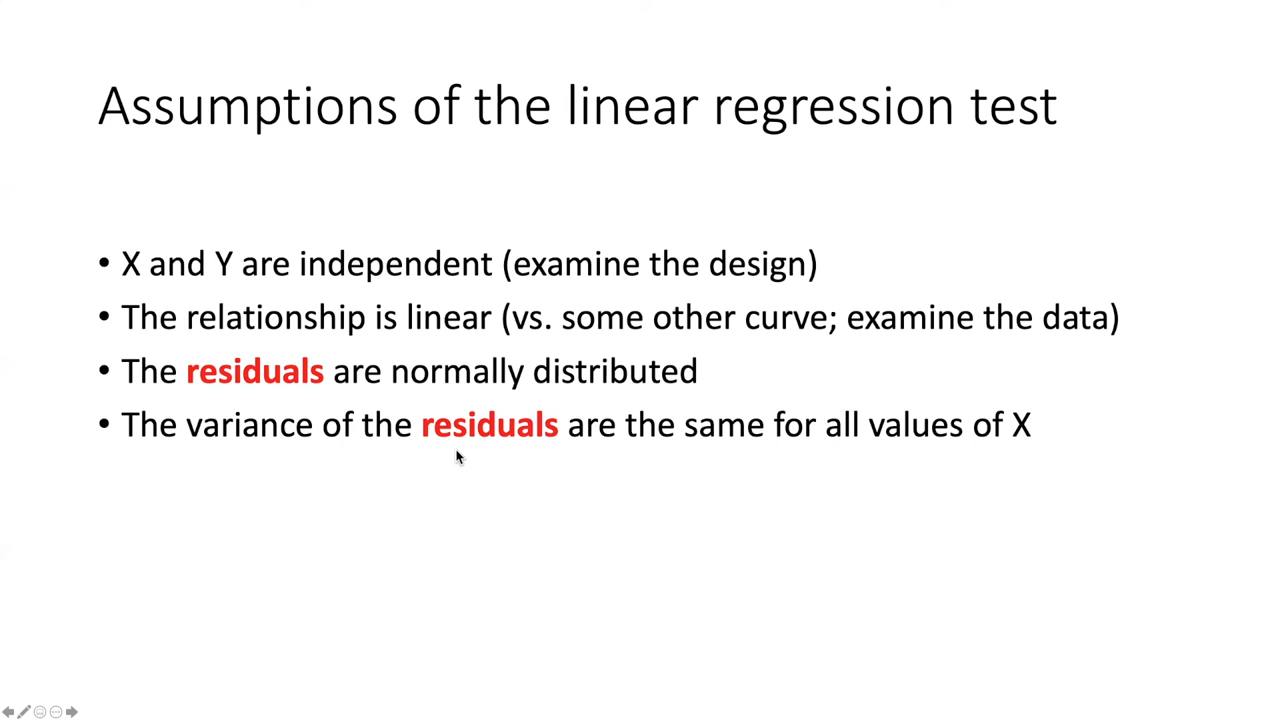 Assumptions of the linear regression test
• X and Y are independent (examine the design)
• The relationship is linear (vs. some other curve; examine the data)
• The residuals are normally distributed
• The variance of the residuals are the same for all values of X